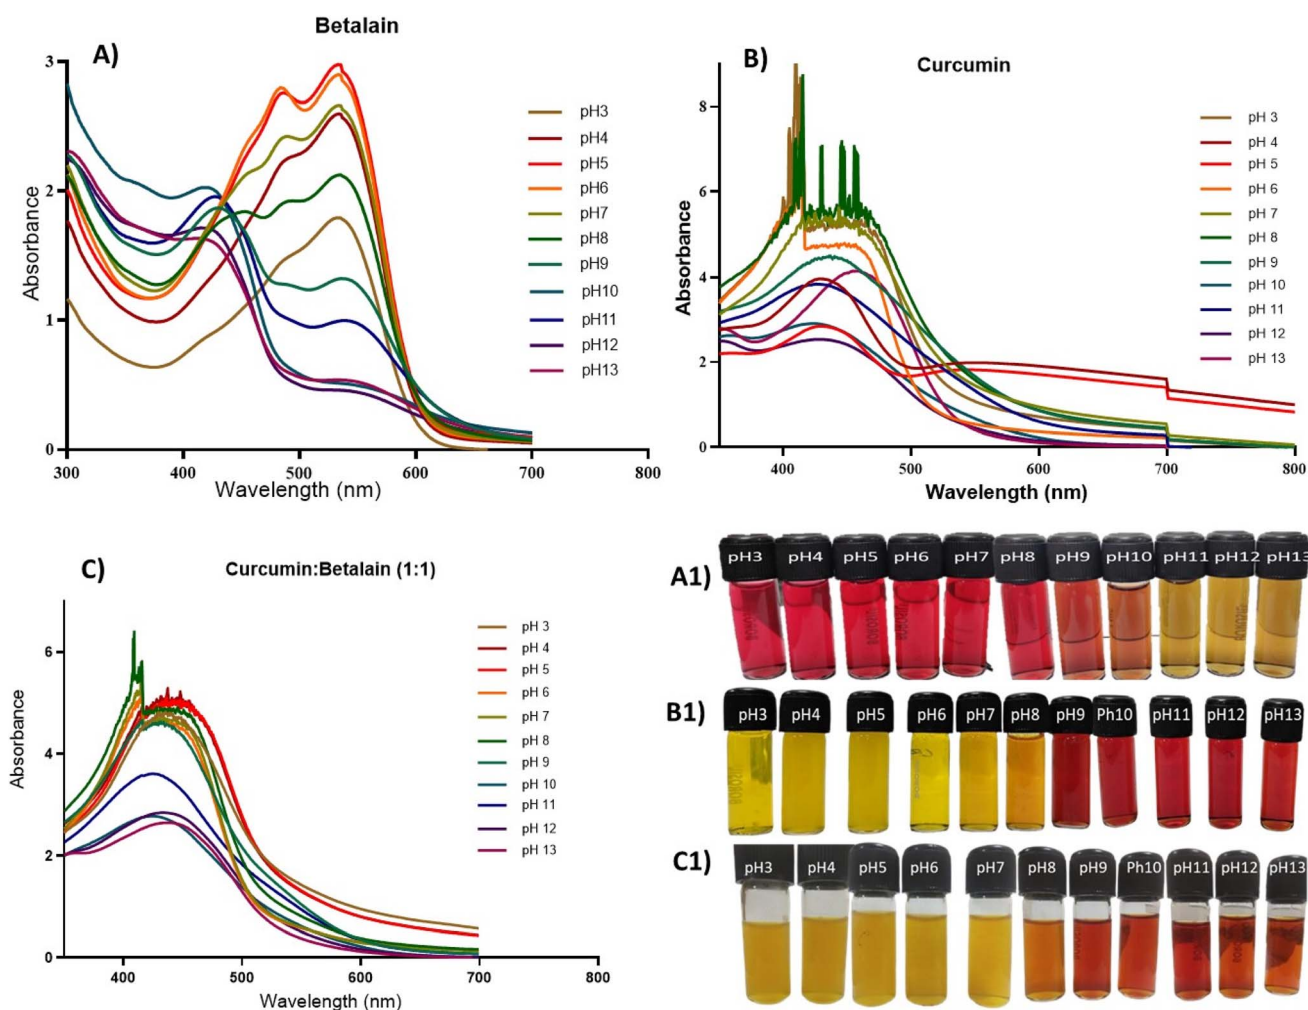 Betalain
A)
3
2
1
0
Absorbance
300
400
500
600
700
800
Wavelength (nm)
pH3
pH4
pH5
pH6
pH7
pH8
pH9
pH10
pH11
pH12
pH13
B)
Curcumin
8
6
4
2
0
Absorbance
400
500
600
700
800
Wavelength (nm)
pH 3
pH 4
pH 5
pH 6
pH 7
pH 8
pH 9
pH 10
pH 11
pH 12
pH 13
C)
Curcumin:Betalain (1:1)
6
4
2
0
Absorbance
400
500
600
700
800
Wavelength (nm)
pH 3
pH 4
pH 5
pH 6
pH 7
pH 8
pH 9
pH 10
pH 11
pH 12
pH 13
A1)
pH3 pH4 pH5 pH6 pH7 pH8 pH9 pH10 pH11 pH12 pH13
B1)
pH3 pH4 pH5 pH6 pH7 pH8 pH9 Ph10 pH11 pH12 pH13
C1)
pH3 pH4 pH5 pH6 pH7 pH8 pH9 Ph10 pH11 pH12 pH13